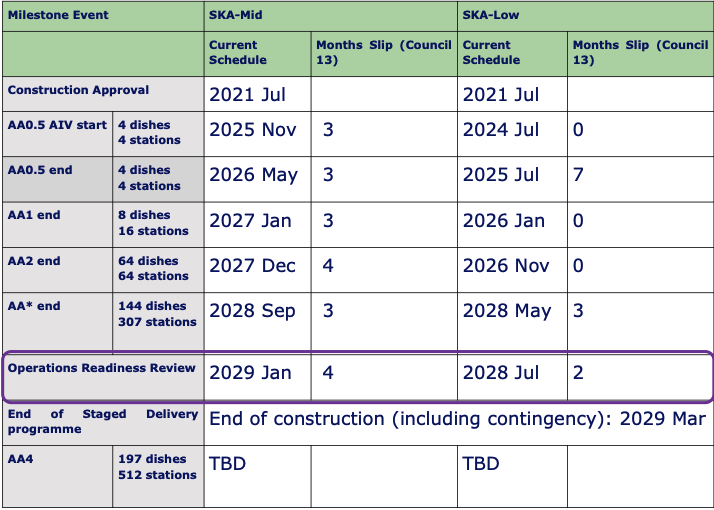 Milestone Event SKA-Mid SKA-Low
Current Schedule Months Slip (Council 13) Current Schedule Months Slip (Council 13)
Construction Approval 2021 Jul 2021 Jul
AA0.5 AIV start 4 dishes 4 stations 2025 Nov 3 2024 Jul 0
AA0.5 end 4 dishes 4 stations 2026 May 3 2025 Jul 7
AA1 end 8 dishes 16 stations 2027 Jan 3 2026 Jan 0
AA2 end 64 dishes 64 stations 2027 Dec 4 2026 Nov 0
AA* end 144 dishes 307 stations 2028 Sep 3 2028 May 3
Operations Readiness Review 2029 Jan 4 2028 Jul 2
End of Staged Delivery programme End of construction (including contingency): 2029 Mar
AA4 197 dishes 512 stations TBD TBD